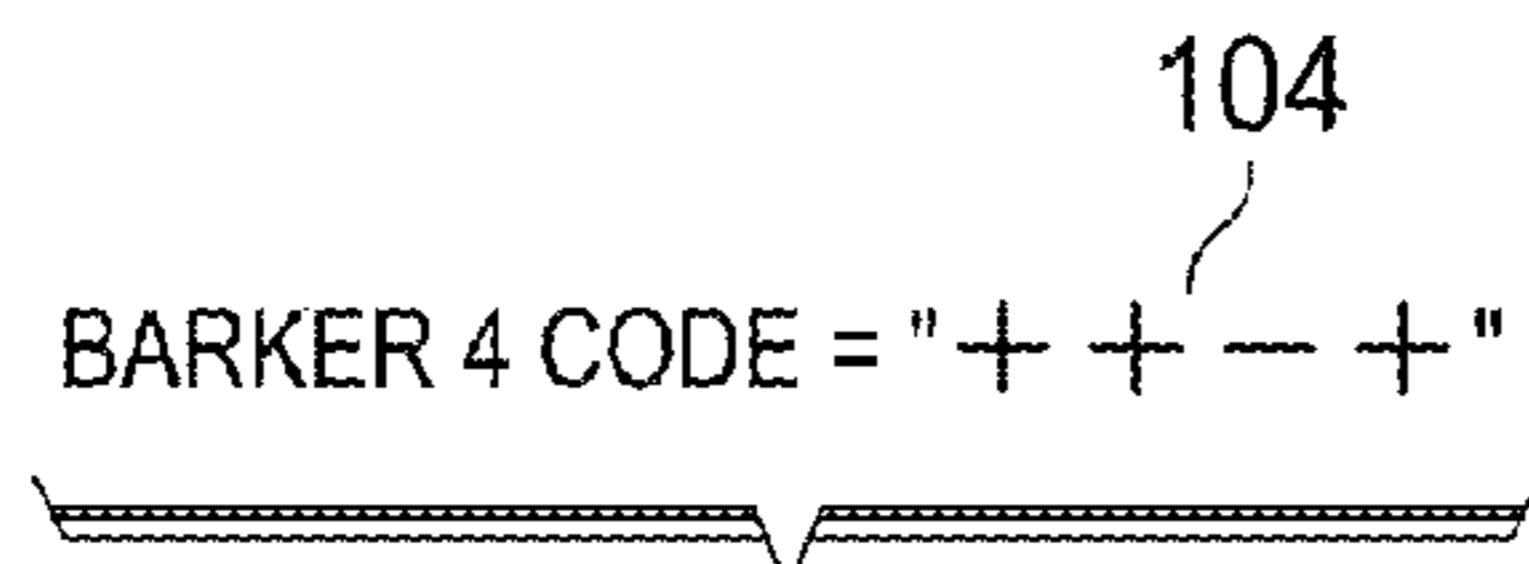 104
BARKER 4 CODE = "+ + − +"